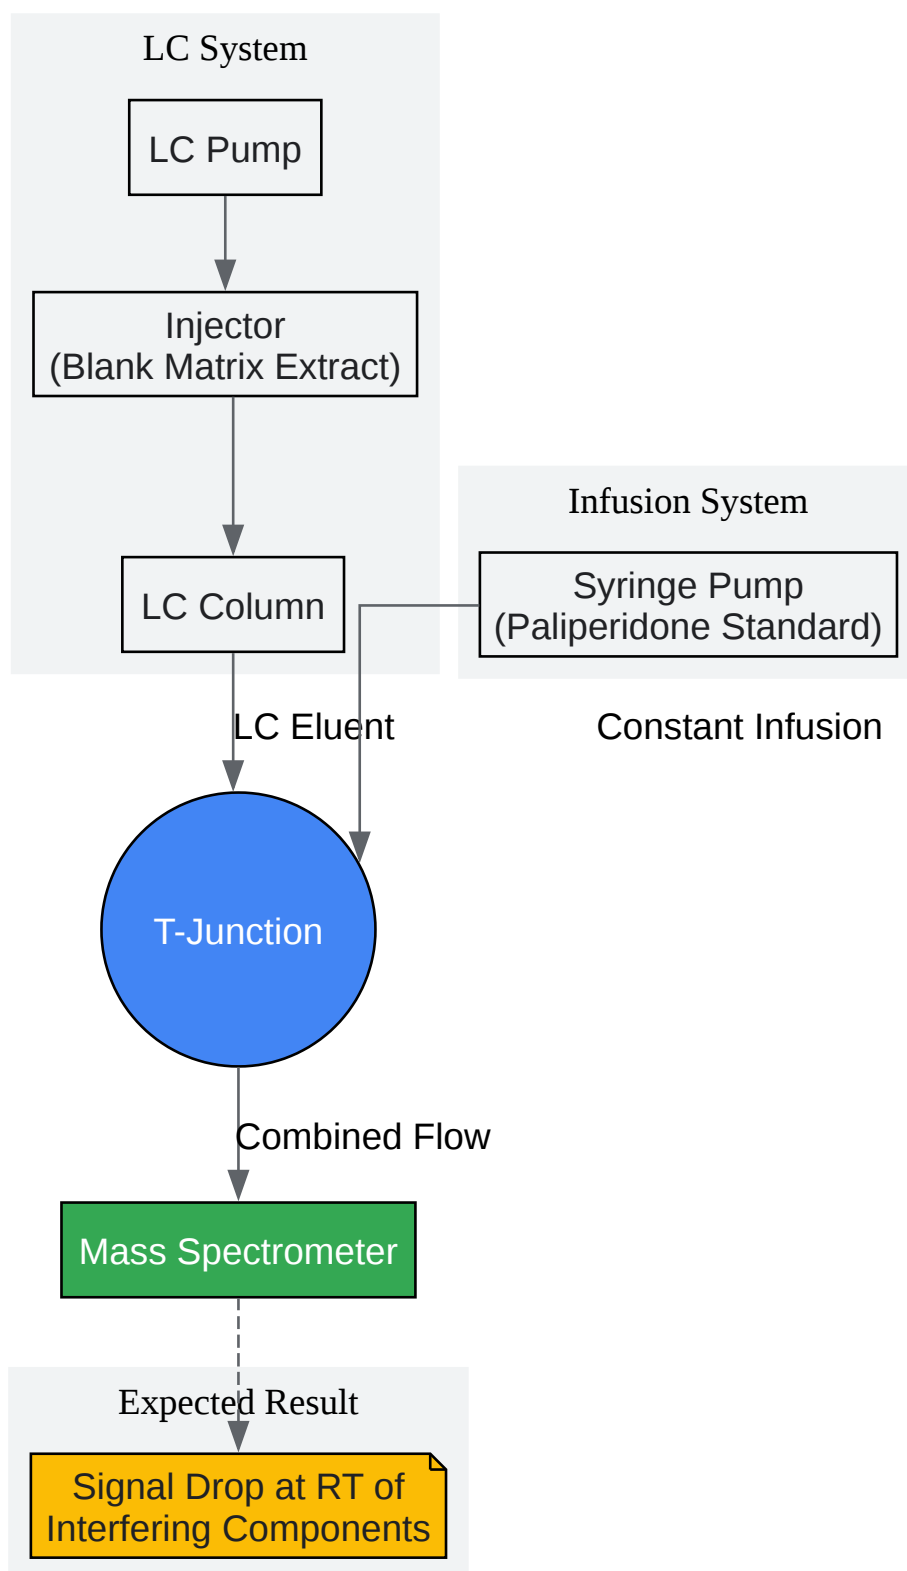 LC System
LC Pump
Injector
(Blank Matrix Extract)
LC Column
Infusion System
Syringe Pump
(Paliperidone Standard)
LC Eluent
Constant Infusion
T-Junction
Combined Flow
Mass Spectrometer
Expected Result
Signal Drop at RT of
Interfering Components